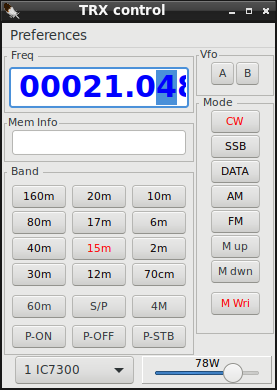 TRX control
Preferences
Freq
00021.048
Vfo
A B
Mem Info
Mode
CW
SSB
DATA
AM
FM
M up
M dwn
M Wri
Band
160m 20m 10m
80m 17m 6m
40m 15m 2m
30m 12m 70cm
60m S/P 4M
P-ON P-OFF P-STB
1 IC7300
78W